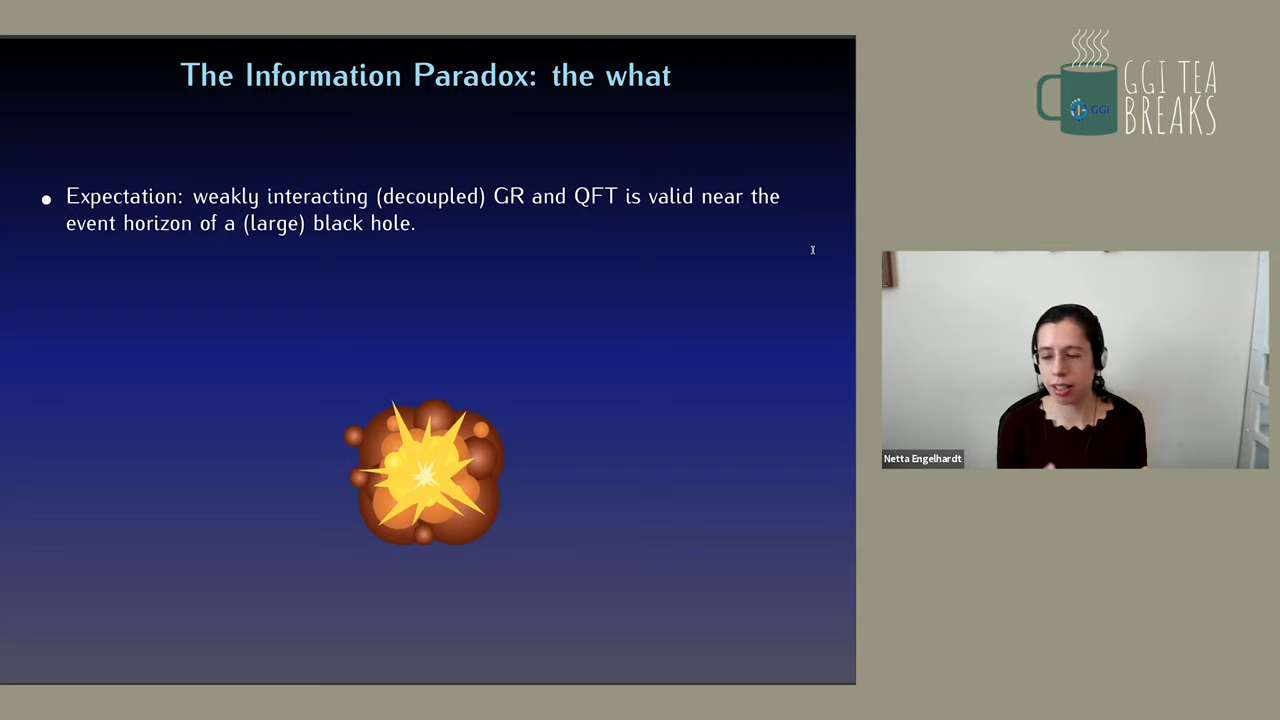 The Information Paradox: the what
• Expectation: weakly interacting (decoupled) GR and QFT is valid near the
event horizon of a (large) black hole.
GGI TEA
BREAKS
GGI
Netta Engelhardt